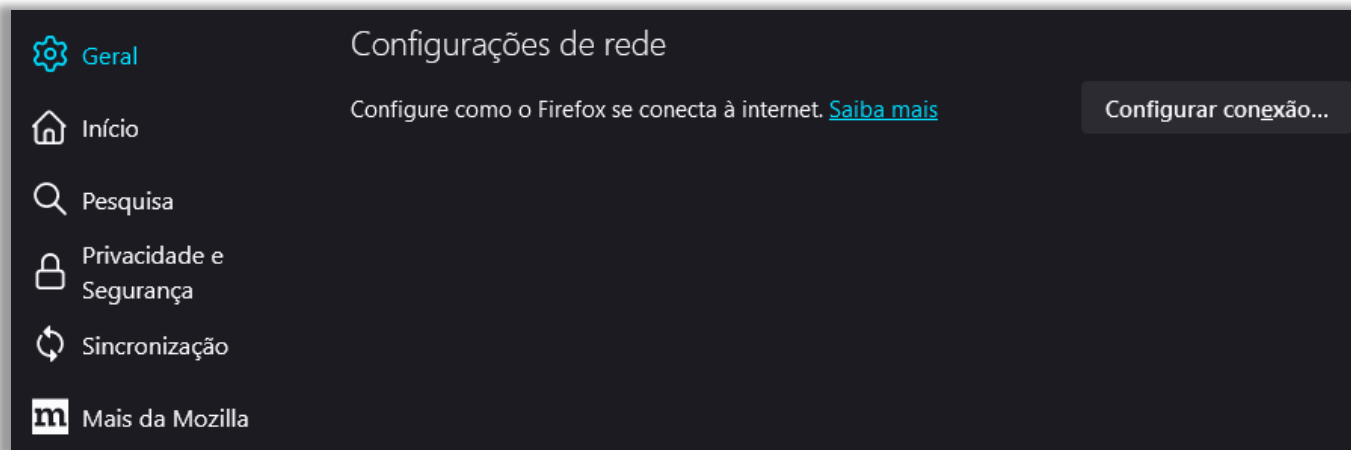 Geral
Início
Pesquisa
Privacidade e
Segurança
Sincronização
m Mais da Mozilla
Configurações de rede
Configure como o Firefox se conecta à internet. Saiba mais
Configurar conexão...